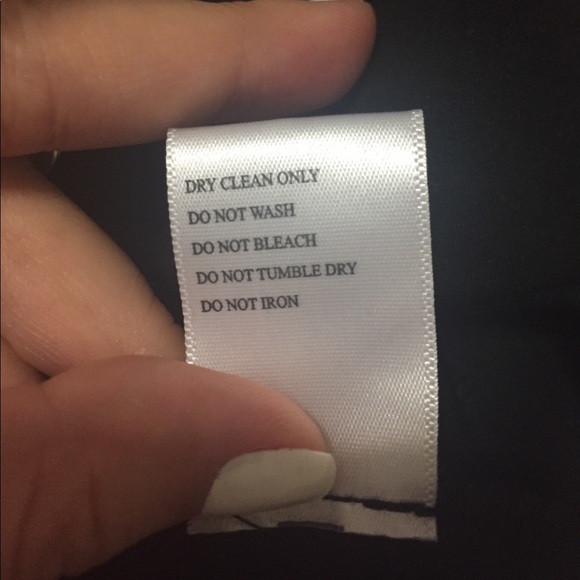 DRY CLEAN ONLY
DO NOT WASH
DO NOT BLEACH
DO NOT TUMBLE DRY
DO NOT IRON